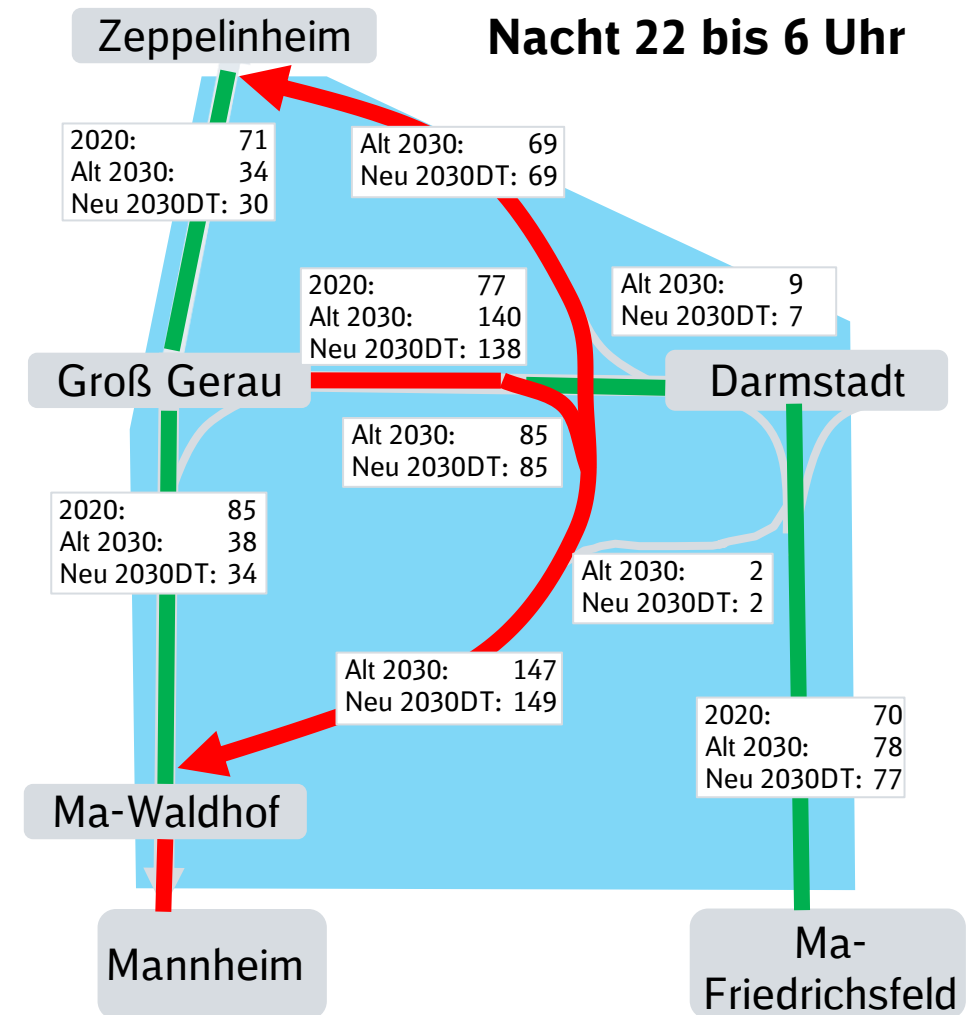 Zeppelinheim
Nacht 22 bis 6 Uhr
2020: 71
Alt 2030: 34
Neu 2030DT: 30
Alt 2030: 69
Neu 2030DT: 69
2020: 77
Alt 2030: 140
Neu 2030DT: 138
Alt 2030: 9
Neu 2030DT: 7
Groß Gerau
Darmstadt
Alt 2030: 85
Neu 2030DT: 85
2020: 85
Alt 2030: 38
Neu 2030DT: 34
Alt 2030: 2
Neu 2030DT: 2
Alt 2030: 147
Neu 2030DT: 149
2020: 70
Alt 2030: 78
Neu 2030DT: 77
Ma-Waldhof
Mannheim
Ma-
Friedrichsfeld